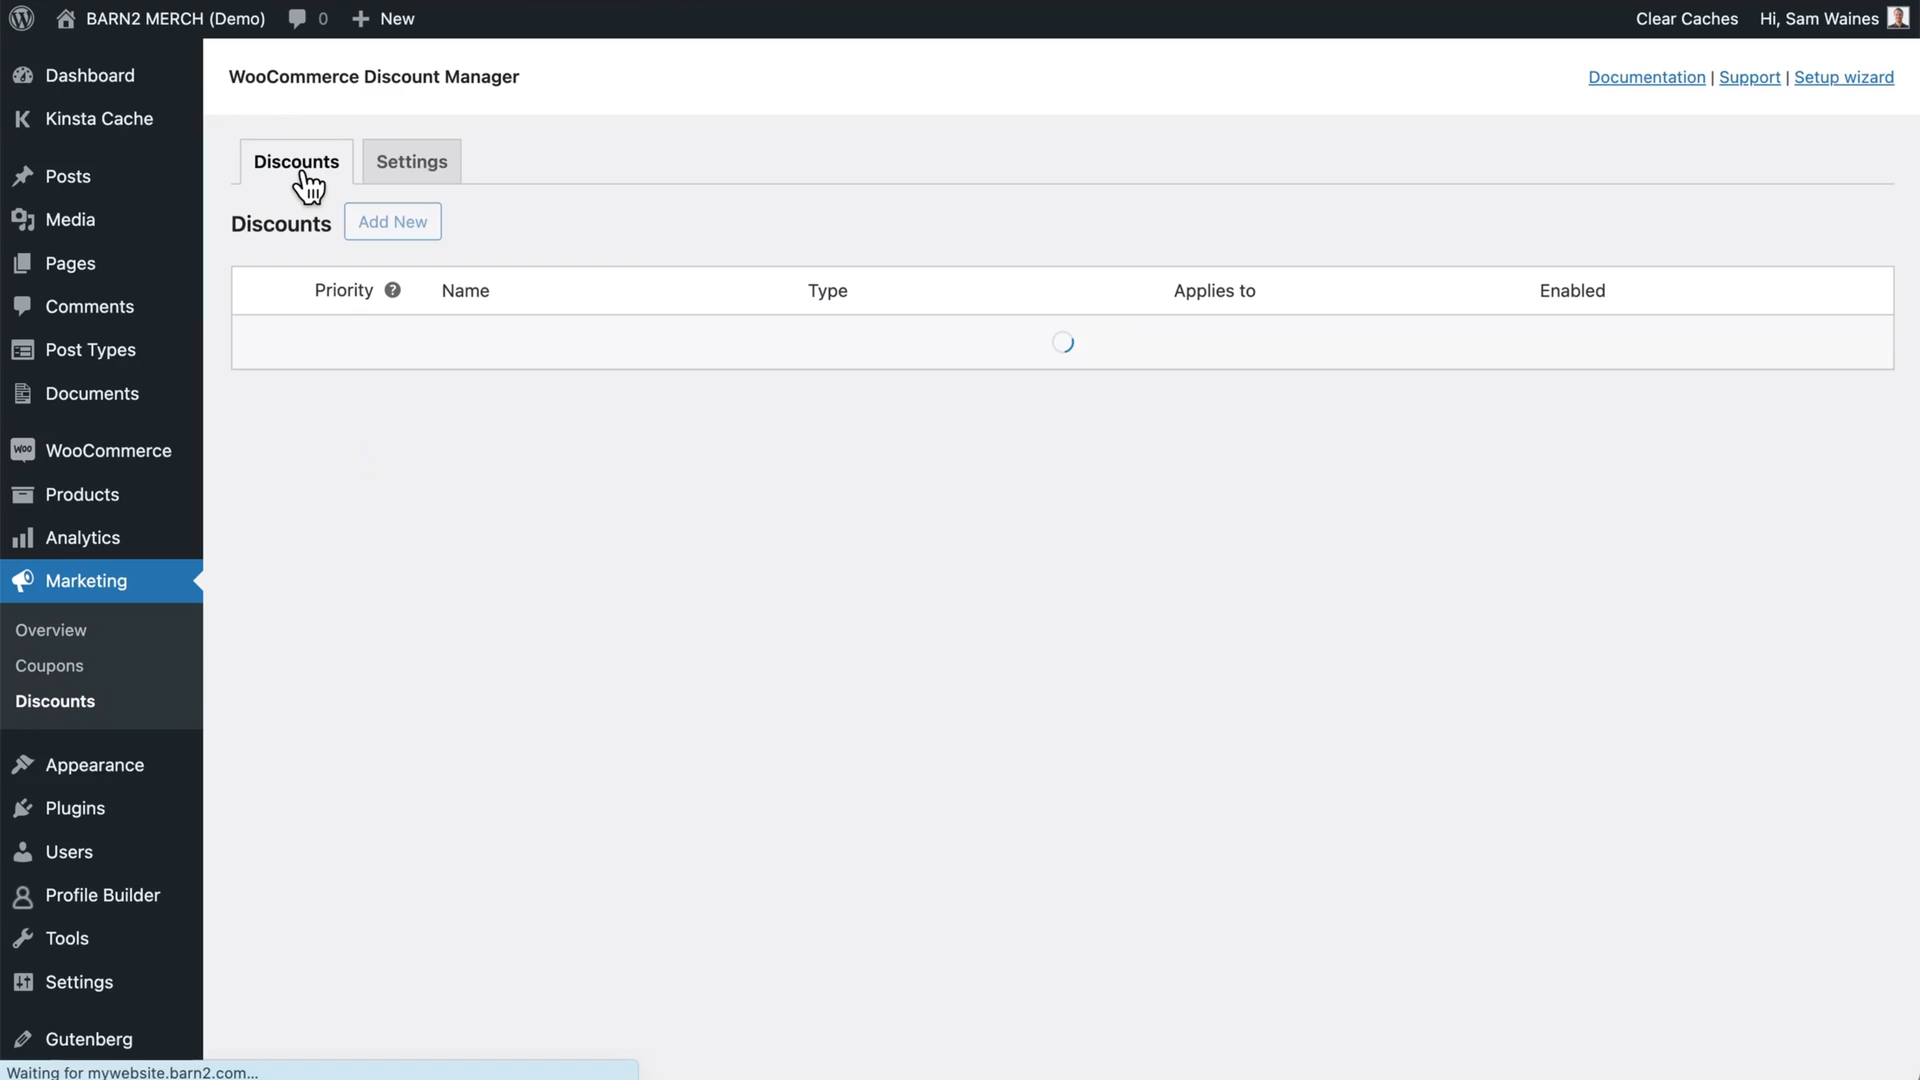 BARN2 MERCH (Demo)
0
New
Clear Caches
Hi, Sam Waines
Dashboard
Kinsta Cache
Posts
Media
Pages
Comments
Post Types
Documents
WOO
WooCommerce
Products
Analytics
Marketing
Overview
Coupons
Discounts
Appearance
Plugins
Users
Profile Builder
Tools
Settings
Gutenberg
WooCommerce Discount Manager
Documentation | Support | Setup wizard
Discounts
Settings
Discounts
Add New
Priority ?
Name
Type
Applies to
Enabled
Waiting for mywebsite.barn2.com...